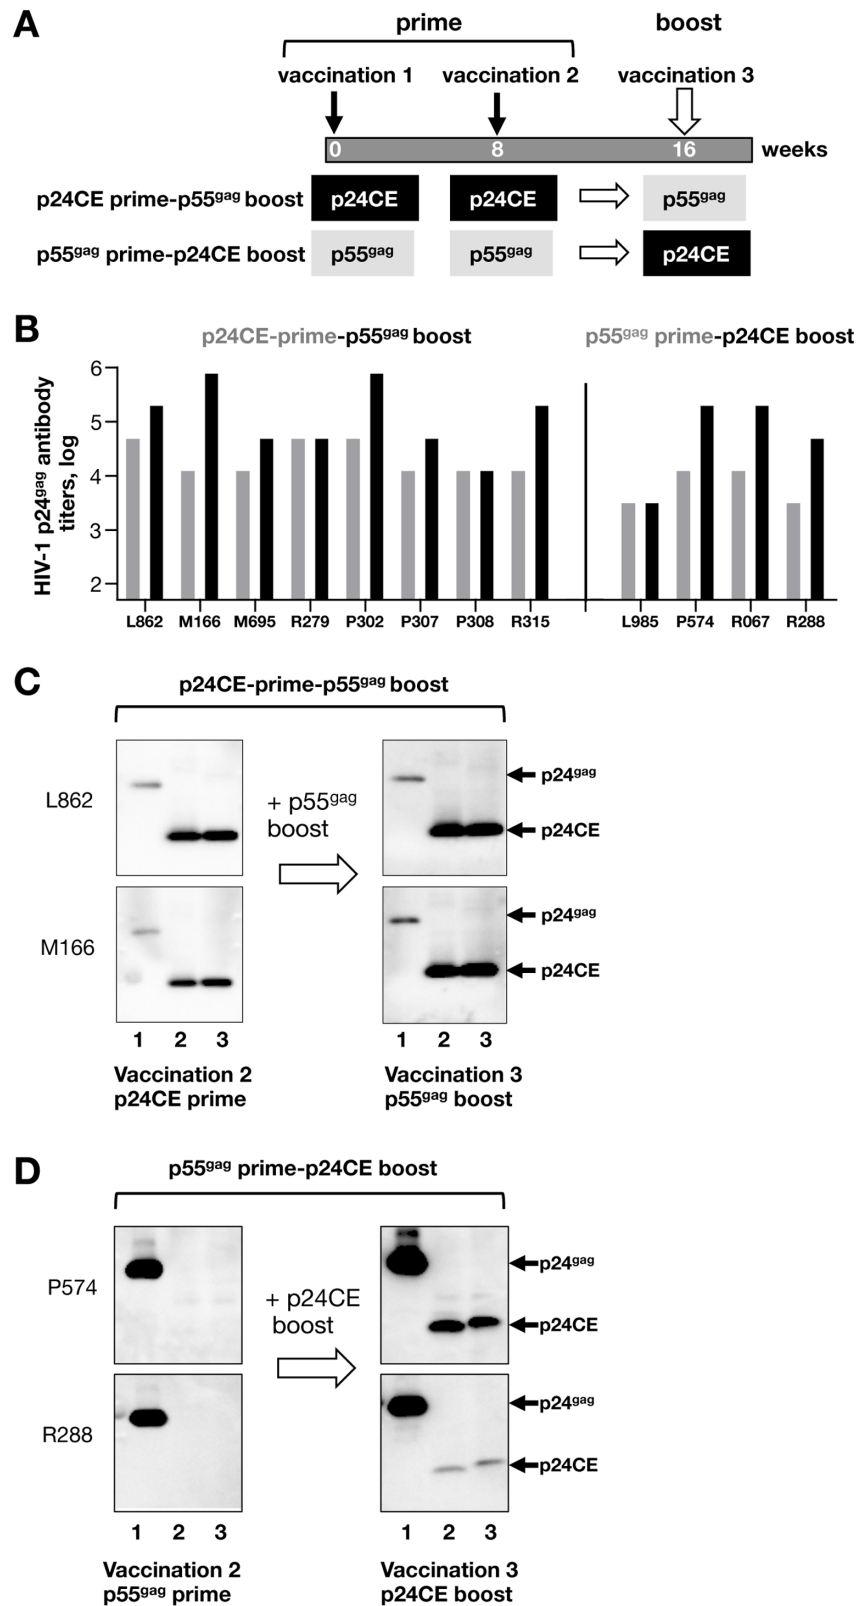 A
prime
boost
vaccination 1
vaccination 2
vaccination 3
0
8
16
weeks
p24CE prime-p55gag boost
p24CE
p24CE
p55gag
p55gag prime-p24CE boost
p55gag
p55gag
p24CE
B
p24CE-prime-p55gag boost
p55gag prime-p24CE boost
HIV-1 p24gag antibody
titers, log
6
5
4
3
2
L862
M166
M695
R279
P302
P307
P308
R315
L985
P574
R067
R288
C
p24CE-prime-p55gag boost
L862
+ p55gag
boost
p24gag
p24CE
M166
p24gag
p24CE
1 2 3
1 2 3
Vaccination 2
p24CE prime
Vaccination 3
p55gag boost
D
p55gag prime-p24CE boost
P574
+ p24CE
boost
p24gag
p24CE
R288
p24gag
p24CE
1 2 3
1 2 3
Vaccination 2
p55gag prime
Vaccination 3
p24CE boost